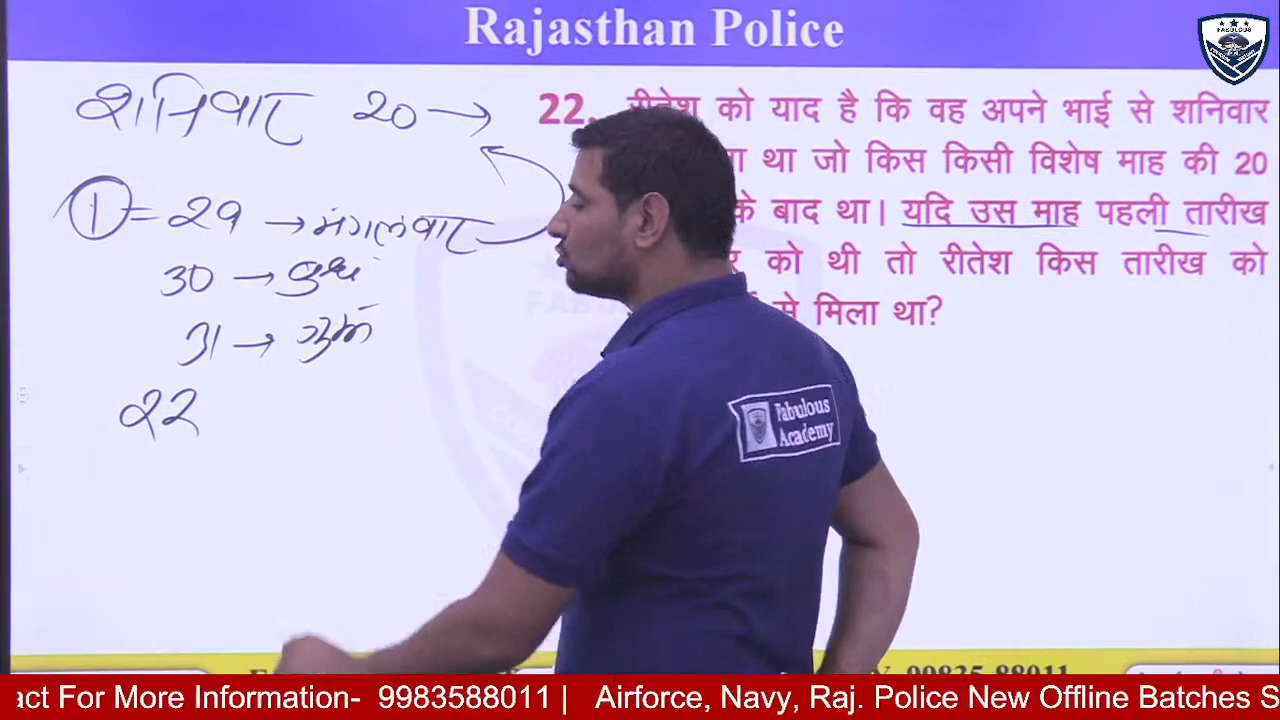 Rajasthan Police
FABULOUS
शनिवार 20 →
22. रीतेश को याद है कि वह अपने भाई से शनिवार
था जो किस किसी विशेष माह की 20
① = 29 → मंगलवार
के बाद था। यदि उस माह पहली तारीख
30 → बुध
को थी तो रीतेश किस तारीख को
31 → गुरु
से मिला था?
22
Fabulous
Academy
act For More Information- 9983588011 | Airforce, Navy, Raj. Police New Offline Batches S